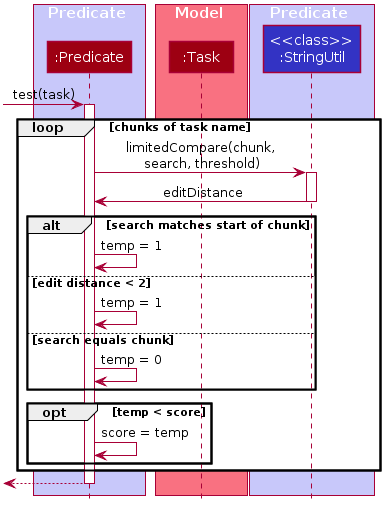 Predicate
Model
Predicate
:Predicate
:Task
<<class>>
:StringUtil
test(task)
loop
[chunks of task name]
limitedCompare(chunk,
search, threshold)
editDistance
alt
[search matches start of chunk]
temp = 1
[edit distance < 2]
temp = 1
[search equals chunk]
temp = 0
opt
[temp < score]
score = temp